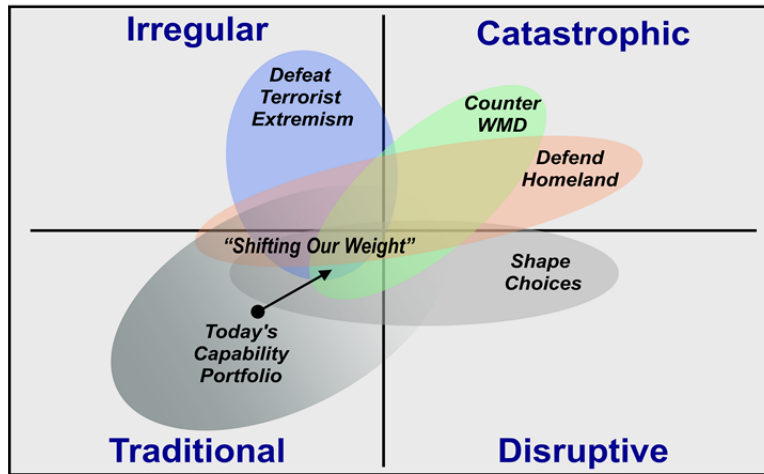 Irregular
Catastrophic
Defeat
Terrorist
Extremism
Counter
WMD
Defend
Homeland
“Shifting Our Weight”
Shape
Choices
Today's
Capability
Portfolio
Traditional
Disruptive